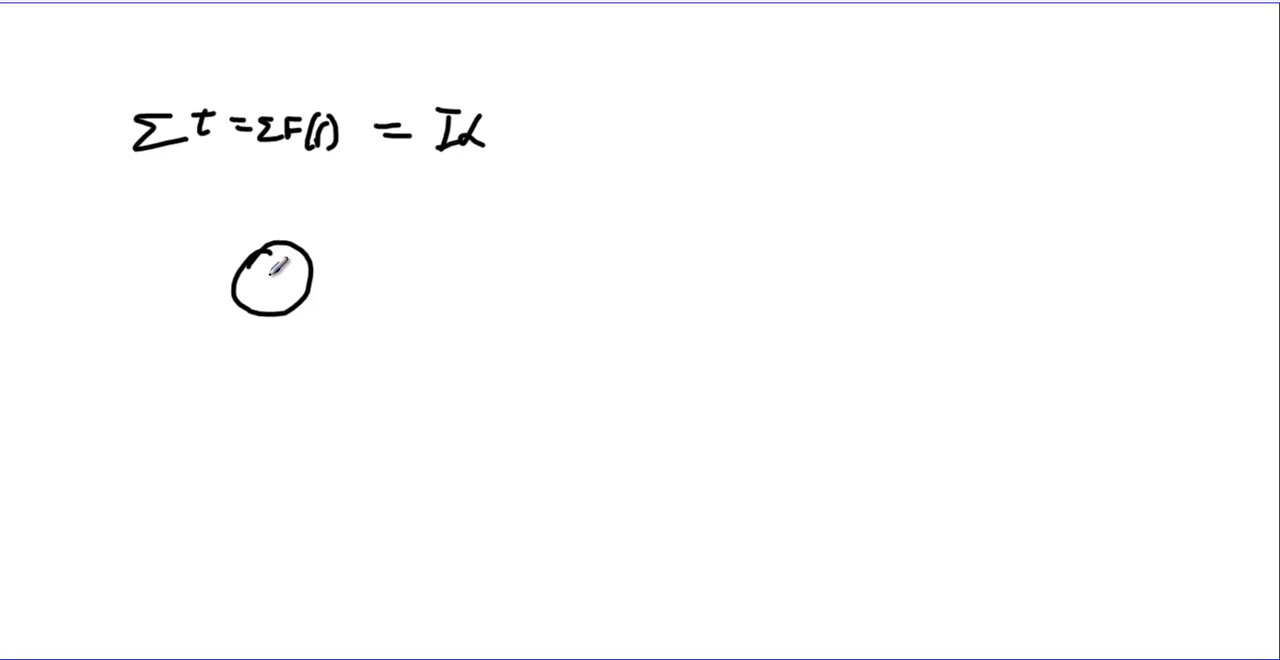 Σt=ΣF(r) = Iα